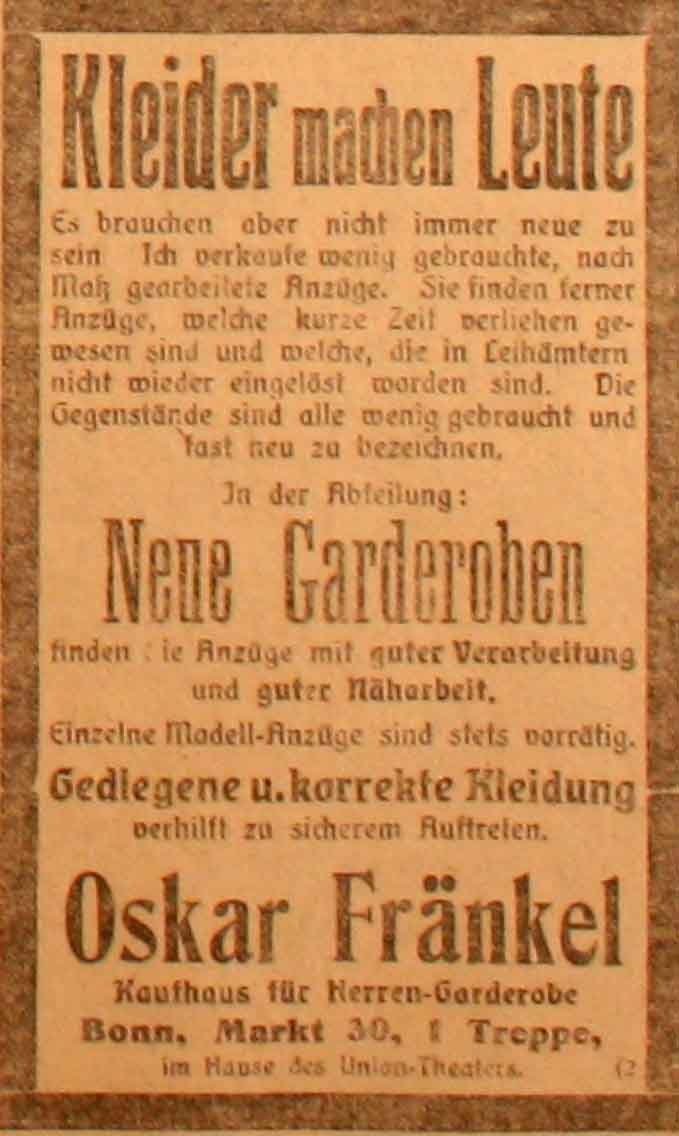 Kleider machen Leute
Es brauchen aber nicht immer neue zu
sein Ich verkaufe wenig gebrauchte, nach
Maß gearbeitete Anzüge. Sie finden ferner
Anzüge, welche kurze Zeit verliehen ge-
wesen sind und welche, die in Leihämtern
nicht wieder eingelöst worden sind. Die
Gegenstände sind alle wenig gebraucht und
fast neu zu bezeichnen.
In der Abteilung:
Neue Garderoben
finden ie Anzüge mit guter Verarbeitung
und guter Näharbeit.
Einzelne Modell-Anzüge sind stets vorrätig.
Gediegene u. korrekte Kleidung
verhilft zu sicherem Auftreten.
Oskar Fränkel
Kaufhaus für Herren-Garderobe
Bonn, Markt 30, 1 Treppe,
im Hause des Union-Theaters. (2